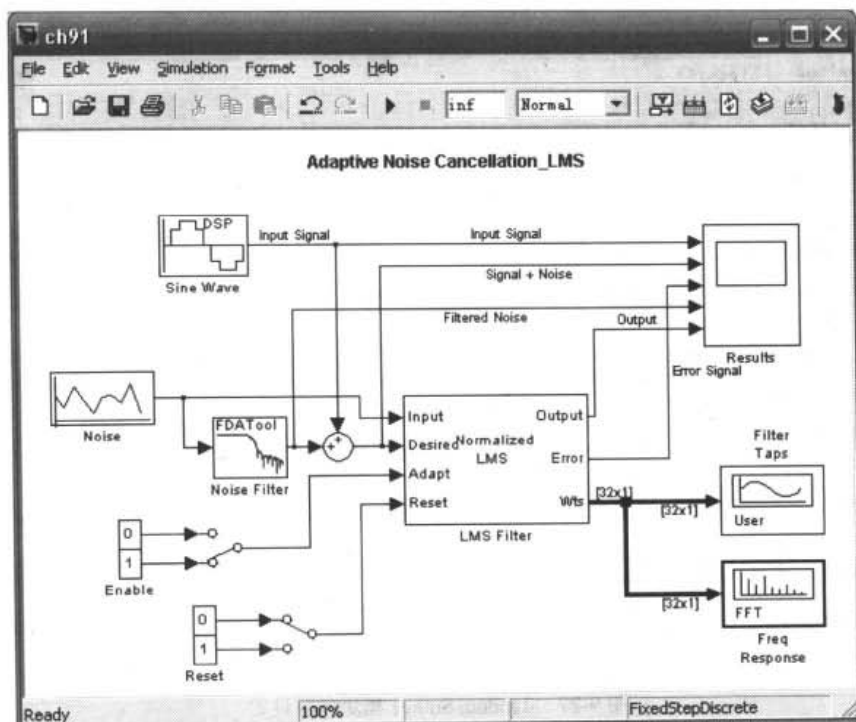 ch91
File Edit View Simulation Format Tools Help
inf Normal
Adaptive Noise Cancellation_LMS
DSP
Sine Wave
Input Signal
Input Signal
Signal + Noise
Filtered Noise
Output
Results
Error Signal
Noise
FDATool
Noise Filter
+
+
Input
Desired
Adapt
Reset
Normalized
LMS
Output
Error
Wts
LMS Filter
[32x1]
[32x1]
[32x1]
Filter
Taps
User
FFT
Freq
Response
0
1
Enable
0
1
Reset
Ready 100% FixedStepDiscrete